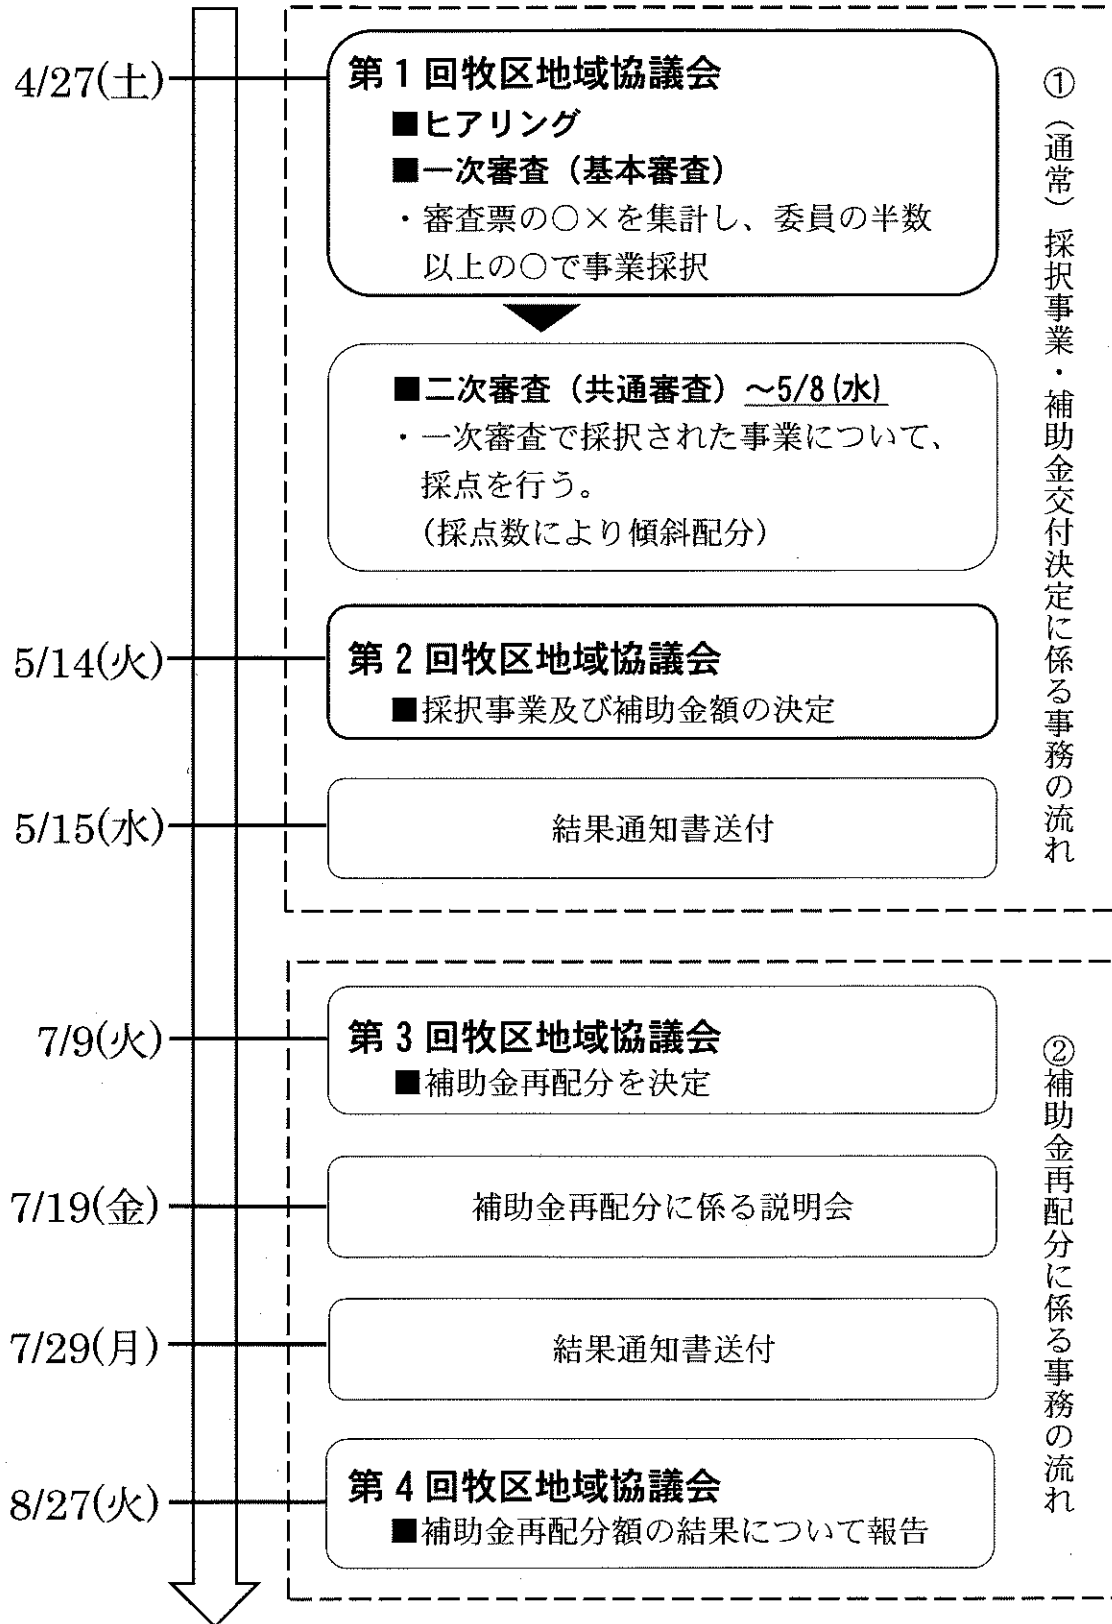 4/27(土)
第1回牧区地域協議会
■ヒアリング
■一次審査（基本審査）
・審査票の○×を集計し、委員の半数
以上の○で事業採択
■二次審査（共通審査）～5/8(水)
・一次審査で採択された事業について、
採点を行う。
（採点数により傾斜配分）
5/14(火)
第2回牧区地域協議会
■採択事業及び補助金額の決定
5/15(水)
結果通知書送付
①（通常）採択事業・補助金交付決定に係る事務の流れ
7/9(火)
第3回牧区地域協議会
■補助金再配分を決定
7/19(金)
補助金再配分に係る説明会
7/29(月)
結果通知書送付
8/27(火)
第4回牧区地域協議会
■補助金再配分額の結果について報告
②補助金再配分に係る事務の流れ